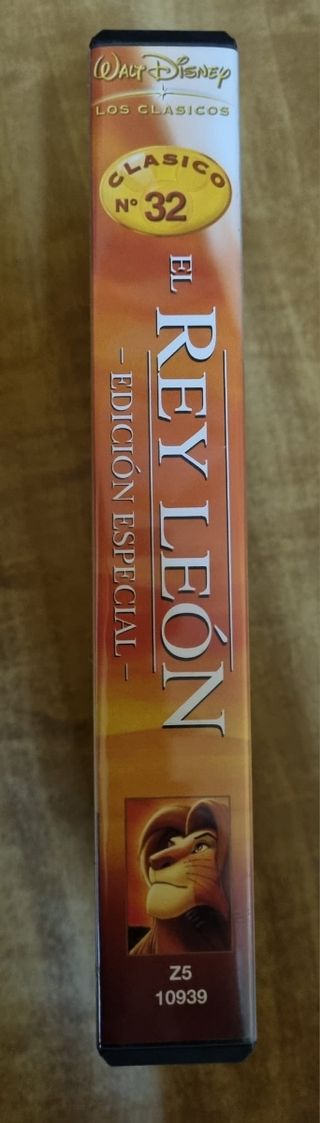 WALT DISNEY
LOS CLASICOS
CLASICO
Nº 32
EL REY LEÓN
– EDICIÓN ESPECIAL –
Z5
10939